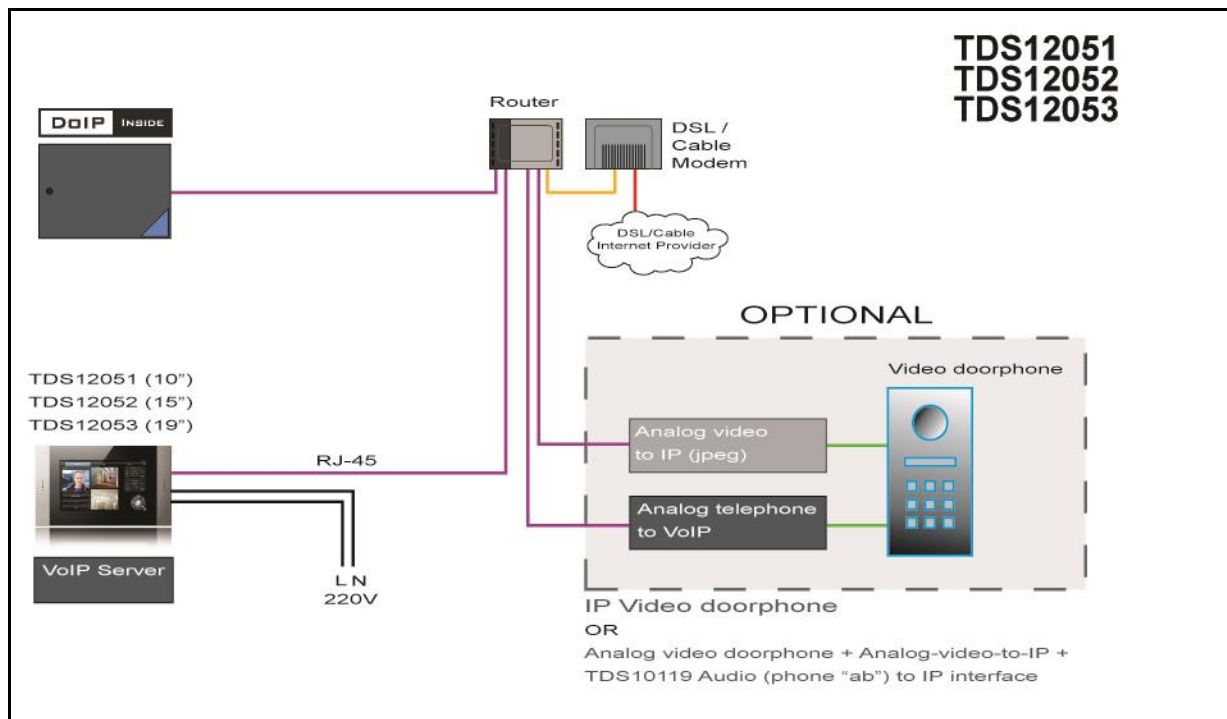 TDS12051
TDS12052
TDS12053
Router
DoIP INSIDE
DSL /
Cable
Modem
DSL/Cable
Internet Provider
OPTIONAL
Video doorphone
TDS12051 (10”)
TDS12052 (15”)
TDS12053 (19”)
Analog video
to IP (jpeg)
RJ-45
Analog telephone
to VoIP
VoIP Server
L N
220V
IP Video doorphone
OR
Analog video doorphone + Analog-video-to-IP +
TDS10119 Audio (phone “ab”) to IP interface